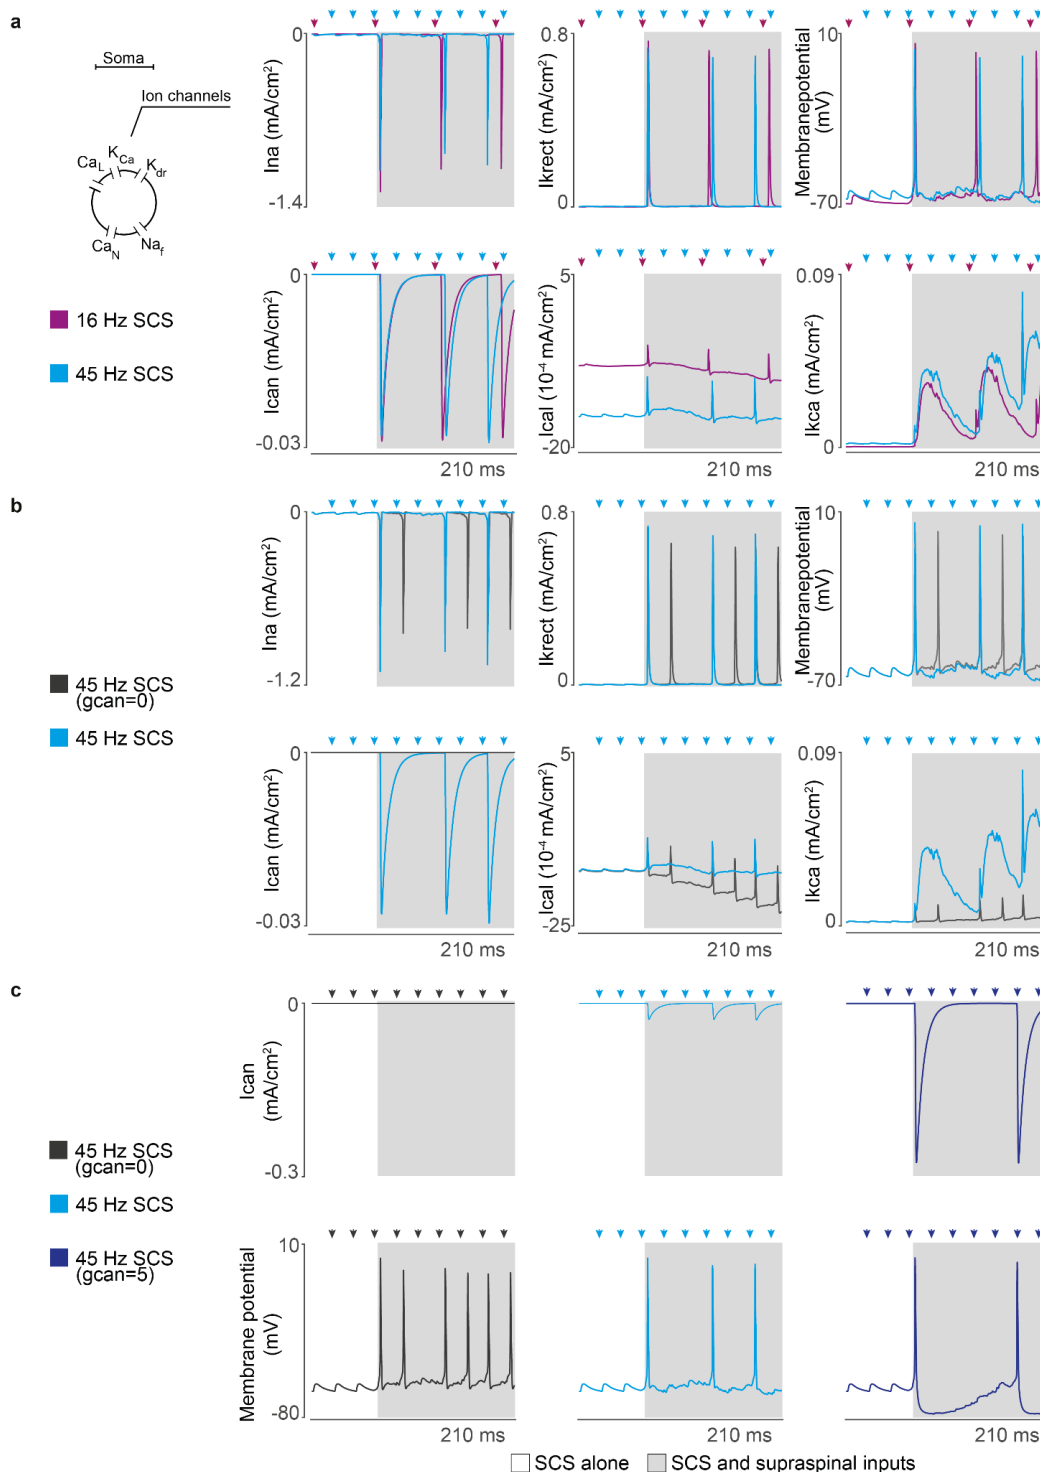 a
Soma
Ion channels
CaL
KCa
Kdr
CaN
Naf
16 Hz SCS
45 Hz SCS
0
Ina (mA/cm²)
-1.4
0.8
Ikrect (mA/cm²)
0
10
Membranepotential
(mV)
-70
0
Ican (mA/cm²)
-0.03
210 ms
5
Ical (10⁻⁴ mA/cm²)
-20
210 ms
0.09
Ikca (mA/cm²)
0
210 ms
b
45 Hz SCS
(gcan=0)
45 Hz SCS
0
Ina (mA/cm²)
-1.2
0.8
Ikrect (mA/cm²)
0
10
Membranepotential
(mV)
-70
0
Ican (mA/cm²)
-0.03
210 ms
5
Ical (10⁻⁴ mA/cm²)
-25
210 ms
0.09
Ikca (mA/cm²)
0
210 ms
c
45 Hz SCS
(gcan=0)
45 Hz SCS
45 Hz SCS
(gcan=5)
0
Ican
(mA/cm²)
-0.3
10
Membrane potential
(mV)
-80
210 ms
210 ms
210 ms
SCS alone
SCS and supraspinal inputs